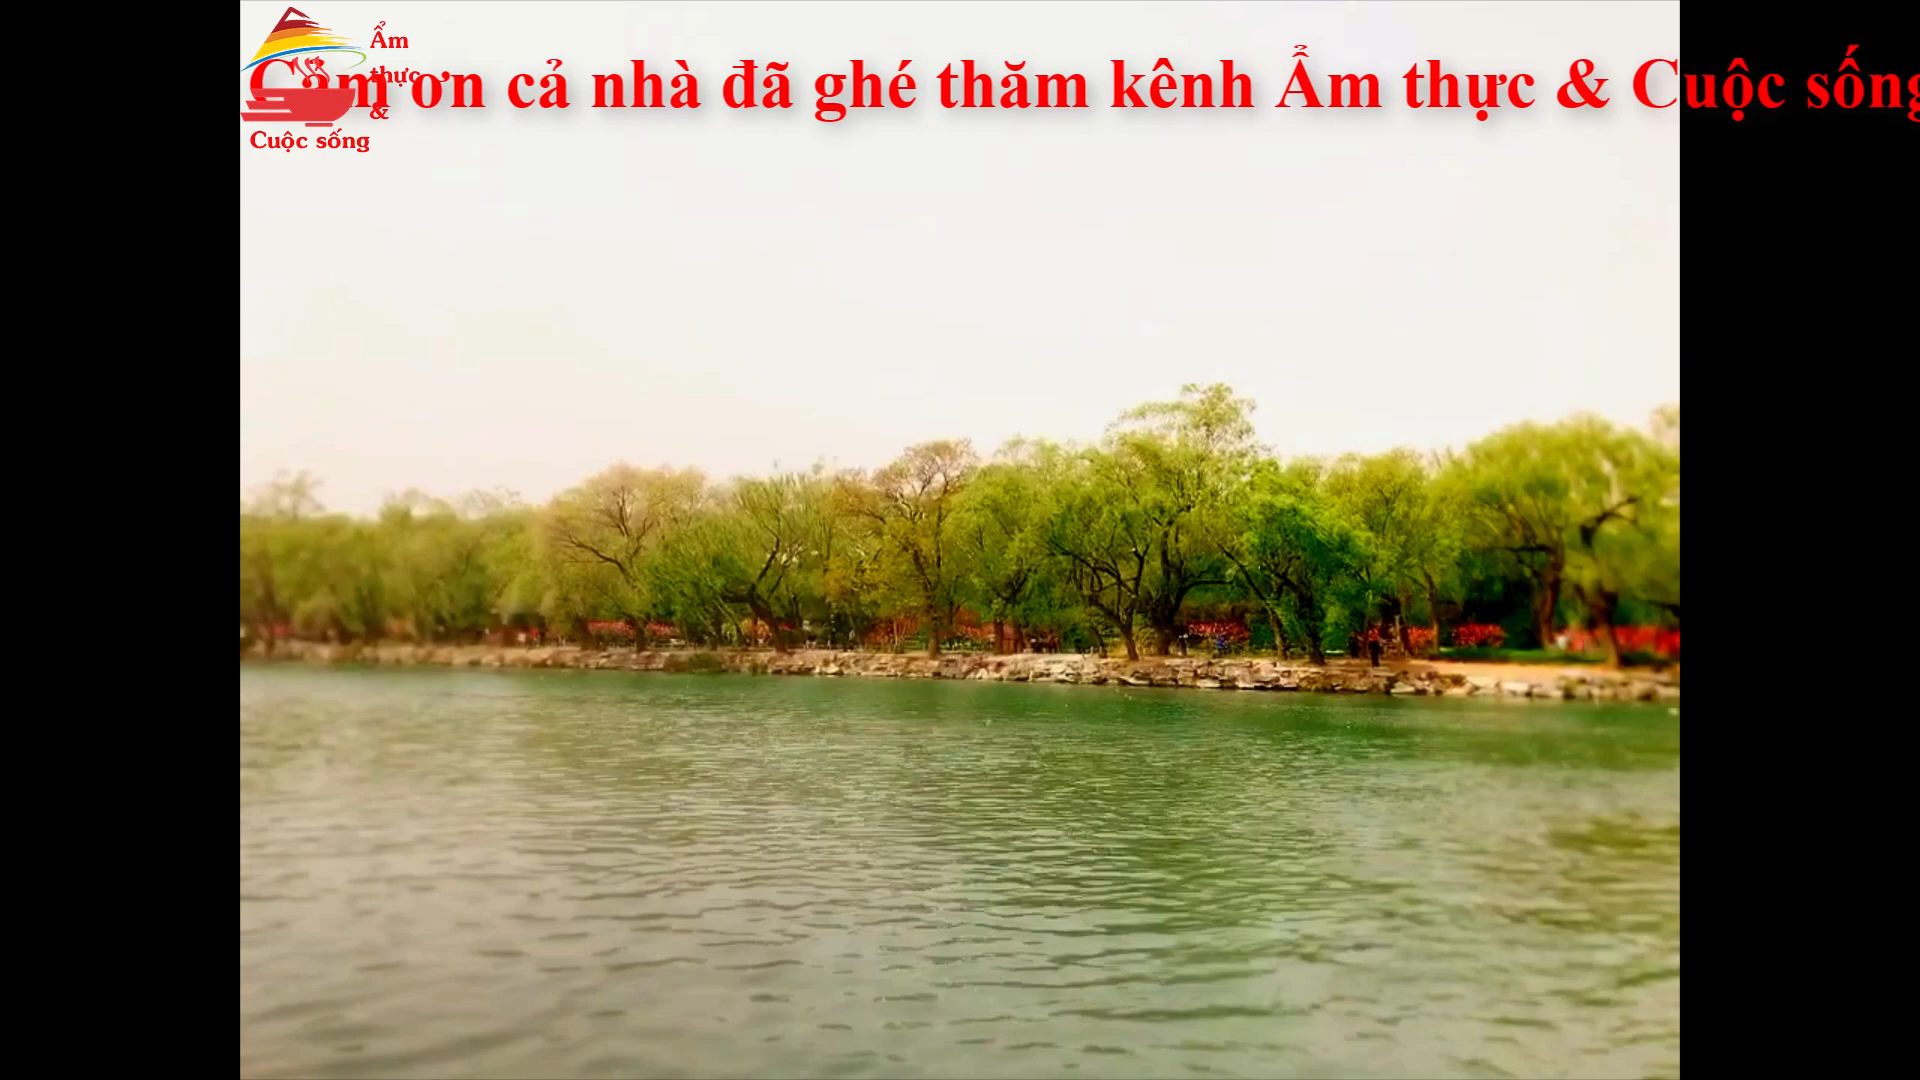 Cảm ơn cả nhà đã ghé thăm kênh Ẩm thực & Cuộc sống
Ẩm
thực
&
Cuộc sống